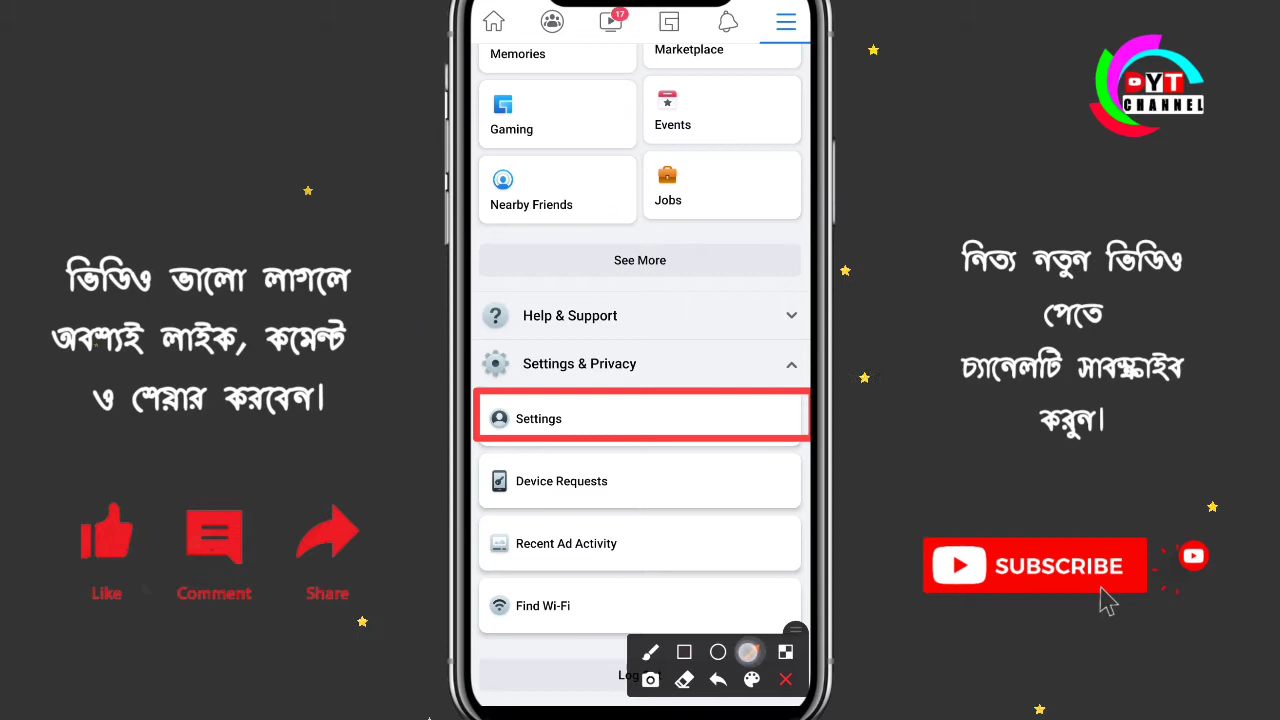 17
Memories
Marketplace
Gaming
Events
Nearby Friends
Jobs
See More
Help & Support
Settings & Privacy
Settings
Device Requests
Recent Ad Activity
Find Wi-Fi
ভিডিও ভালো লাগলে
অবশ্যই লাইক, কমেন্ট
ও শেয়ার করবেন।
Like
Comment
Share
PYT
CHANNEL
নিত্য নতুন ভিডিও
পেতে
চ্যানেলটি সাবস্ক্রাইব
করুন।
SUBSCRIBE